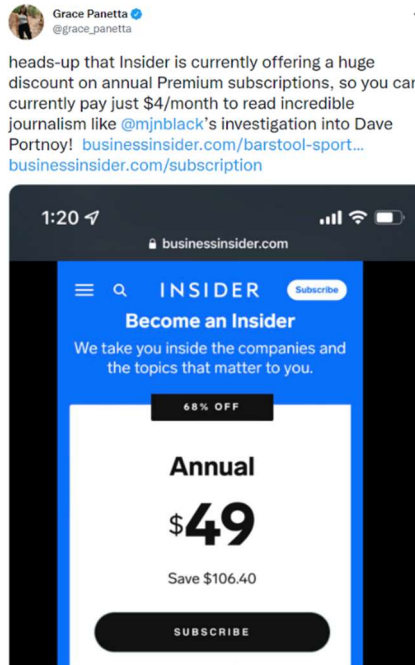 Grace Panetta
@grace_panetta
heads-up that Insider is currently offering a huge
discount on annual Premium subscriptions, so you can
currently pay just $4/month to read incredible
journalism like @mjnblack's investigation into Dave
Portnoy! businessinsider.com/barstool-sport...
businessinsider.com/subscription
1:20
businessinsider.com
INSIDER
Subscribe
Become an Insider
We take you inside the companies and
the topics that matter to you.
68% OFF
Annual
$49
Save $106.40
SUBSCRIBE